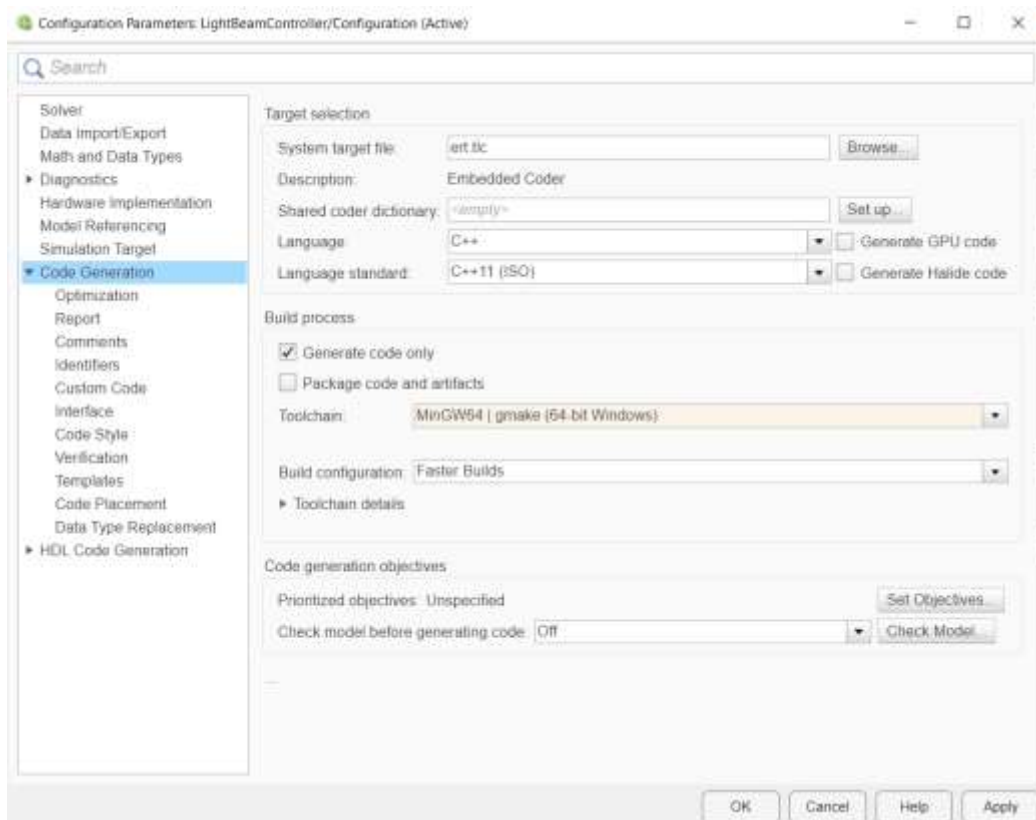 Configuration Parameters: LightBeamController/Configuration (Active)
Search
Solver
Data Import/Export
Math and Data Types
Diagnostics
Hardware Implementation
Model Referencing
Simulation Target
Code Generation
Optimization
Report
Comments
Identifiers
Custom Code
Interface
Code Style
Verification
Templates
Code Placement
Data Type Replacement
HDL Code Generation
Target selection
System target file: ert.tlc Browse...
Description: Embedded Coder
Shared coder dictionary: <empty> Set up...
Language: C++ Generate GPU code
Language standard: C++11 (ISO) Generate Halide code
Build process
Generate code only
Package code and artifacts
Toolchain: MinGW64 | gmake (64-bit Windows)
Build configuration: Faster Builds
Toolchain details
Code generation objectives
Prioritized objectives: Unspecified Set Objectives...
Check model before generating code: Off Check Model...
...
OK Cancel Help Apply